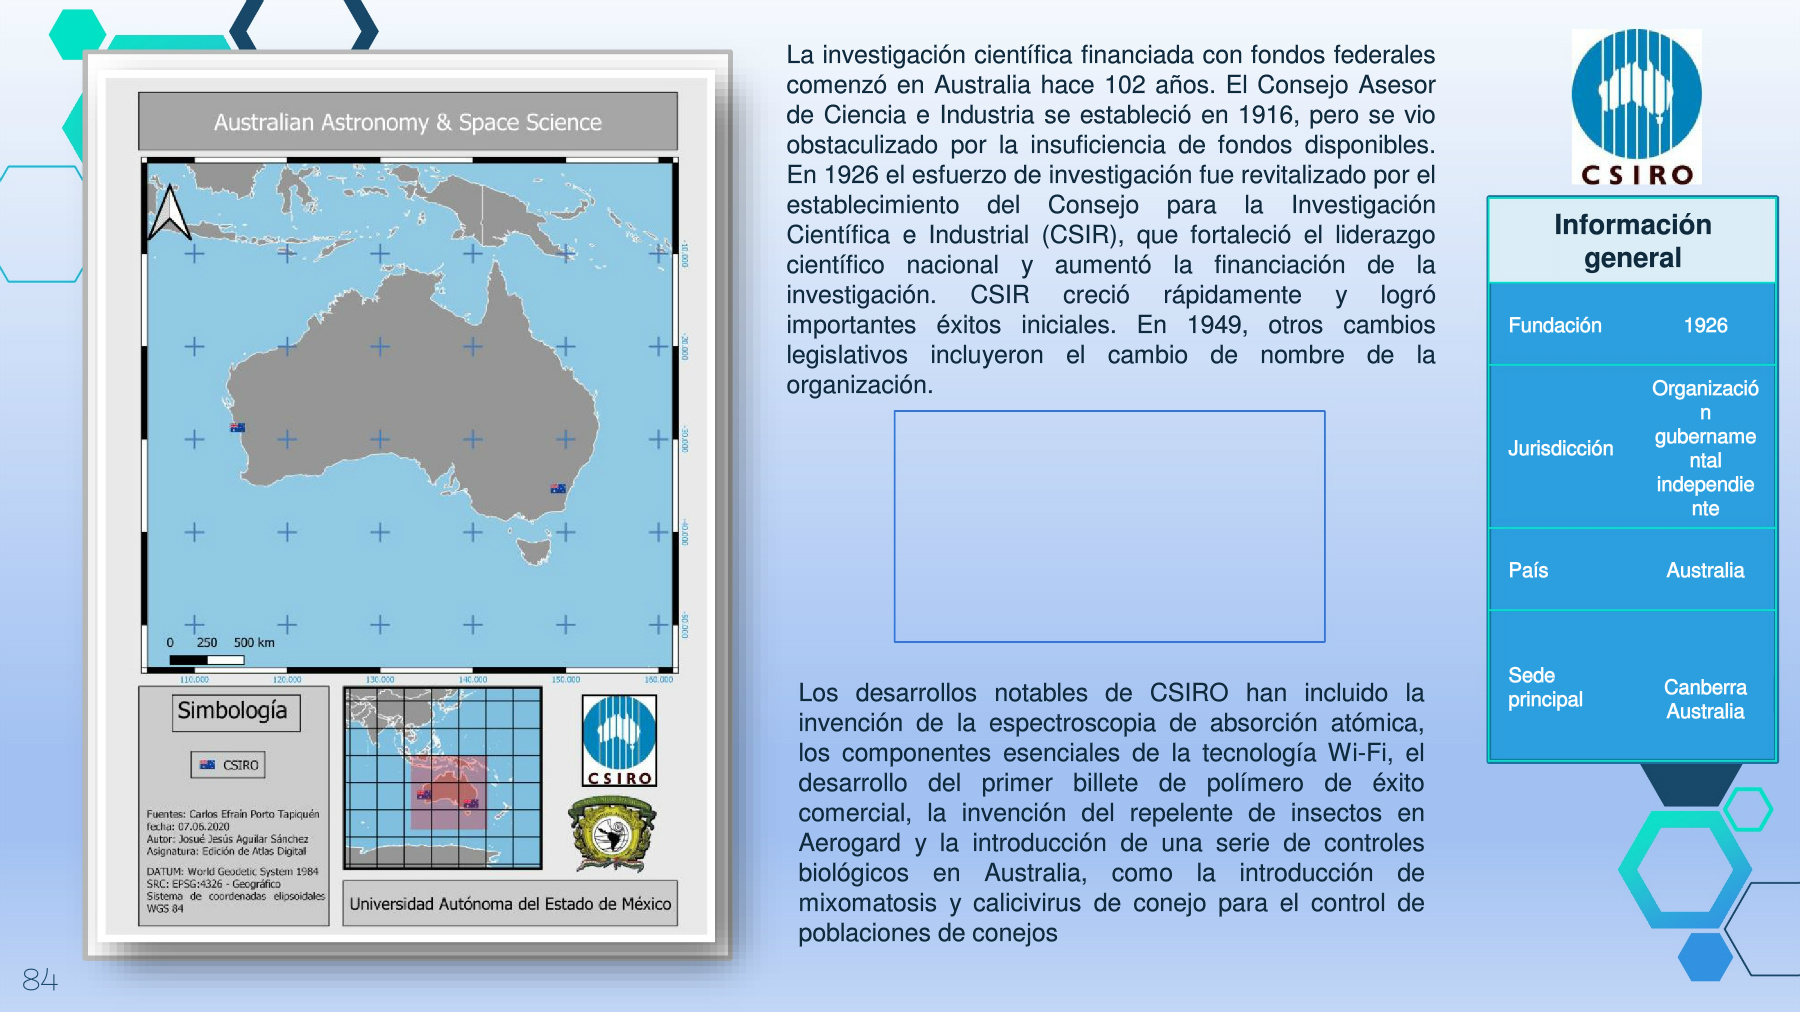 Australian Astronomy & Space Science
-10.000
-20.000
-30.000
-40.000
-50.000
0 250 500 km
110.000 120.000 130.000 140.000 150.000 160.000
Simbología
CSIRO
Fuentes: Carlos Efraín Porto Tapiquén
fecha: 07.06.2020
Autor: Josué Jesús Aguilar Sánchez
Asignatura: Edición de Atlas Digital
DATUM: World Geodetic System 1984
SRC: EPSG:4326 - Geográfico
Sistema de coordenadas elipsoidales
WGS 84
CSIRO
Universidad Autónoma del Estado de México
84
La investigación científica financiada con fondos federales
comenzó en Australia hace 102 años. El Consejo Asesor
de Ciencia e Industria se estableció en 1916, pero se vio
obstaculizado por la insuficiencia de fondos disponibles.
En 1926 el esfuerzo de investigación fue revitalizado por el
establecimiento del Consejo para la Investigación
Científica e Industrial (CSIR), que fortaleció el liderazgo
científico nacional y aumentó la financiación de la
investigación. CSIR creció rápidamente y logró
importantes éxitos iniciales. En 1949, otros cambios
legislativos incluyeron el cambio de nombre de la
organización.
Los desarrollos notables de CSIRO han incluido la
invención de la espectroscopia de absorción atómica,
los componentes esenciales de la tecnología Wi-Fi, el
desarrollo del primer billete de polímero de éxito
comercial, la invención del repelente de insectos en
Aerogard y la introducción de una serie de controles
biológicos en Australia, como la introducción de
mixomatosis y calicivirus de conejo para el control de
poblaciones de conejos
CSIRO
Información
general
Fundación 1926
Jurisdicción
Organizació
n
gubername
ntal
independie
nte
País Australia
Sede
principal
Canberra
Australia